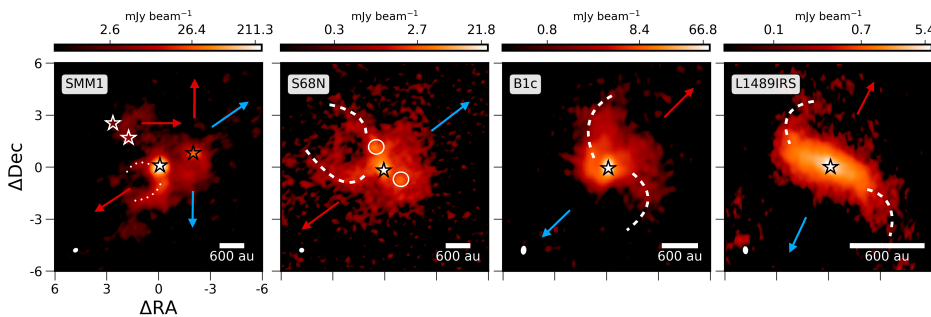 mJy beam⁻¹ mJy beam⁻¹ mJy beam⁻¹ mJy beam⁻¹
2.6 26.4 211.3 0.3 2.7 21.8 0.8 8.4 66.8 0.1 0.7 5.4
6 SMM1 S68N B1c L1489IRS
3
0
-3
600 au 600 au 600 au 600 au
-6
ΔDec
6 3 0 -3 -6
ΔRA